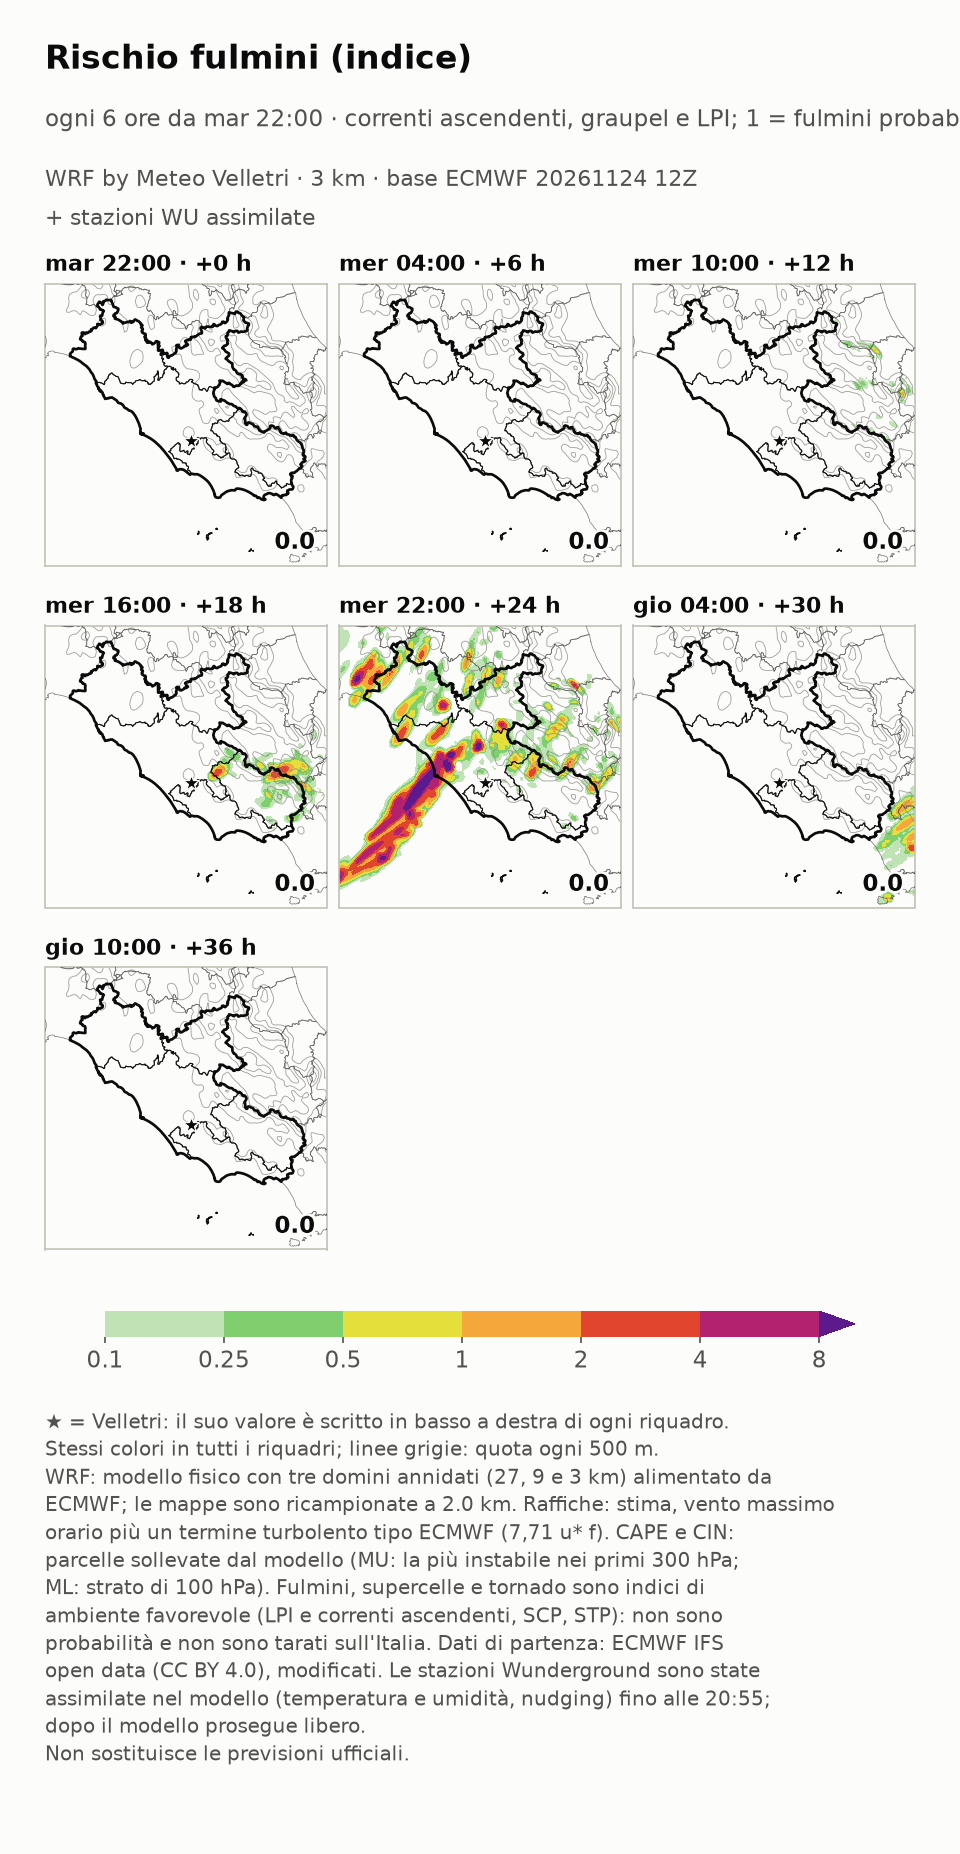 Rischio fulmini (indice)
ogni 6 ore da mar 22:00 · correnti ascendenti, graupel e LPI; 1 = fulmini probab
WRF by Meteo Velletri · 3 km · base ECMWF 20261124 12Z
+ stazioni WU assimilate
mar 22:00 · +0 h
mer 04:00 · +6 h
mer 10:00 · +12 h
0.0
0.0
0.0
mer 16:00 · +18 h
mer 22:00 · +24 h
gio 04:00 · +30 h
0.0
0.0
0.0
gio 10:00 · +36 h
0.0
0.1 0.25 0.5 1 2 4 8
★ = Velletri: il suo valore è scritto in basso a destra di ogni riquadro.
Stessi colori in tutti i riquadri; linee grigie: quota ogni 500 m.
WRF: modello fisico con tre domini annidati (27, 9 e 3 km) alimentato da
ECMWF; le mappe sono ricampionate a 2.0 km. Raffiche: stima, vento massimo
orario più un termine turbolento tipo ECMWF (7,71 u* f). CAPE e CIN:
parcelle sollevate dal modello (MU: la più instabile nei primi 300 hPa;
ML: strato di 100 hPa). Fulmini, supercelle e tornado sono indici di
ambiente favorevole (LPI e correnti ascendenti, SCP, STP): non sono
probabilità e non sono tarati sull'Italia. Dati di partenza: ECMWF IFS
open data (CC BY 4.0), modificati. Le stazioni Wunderground sono state
assimilate nel modello (temperatura e umidità, nudging) fino alle 20:55;
dopo il modello prosegue libero.
Non sostituisce le previsioni ufficiali.